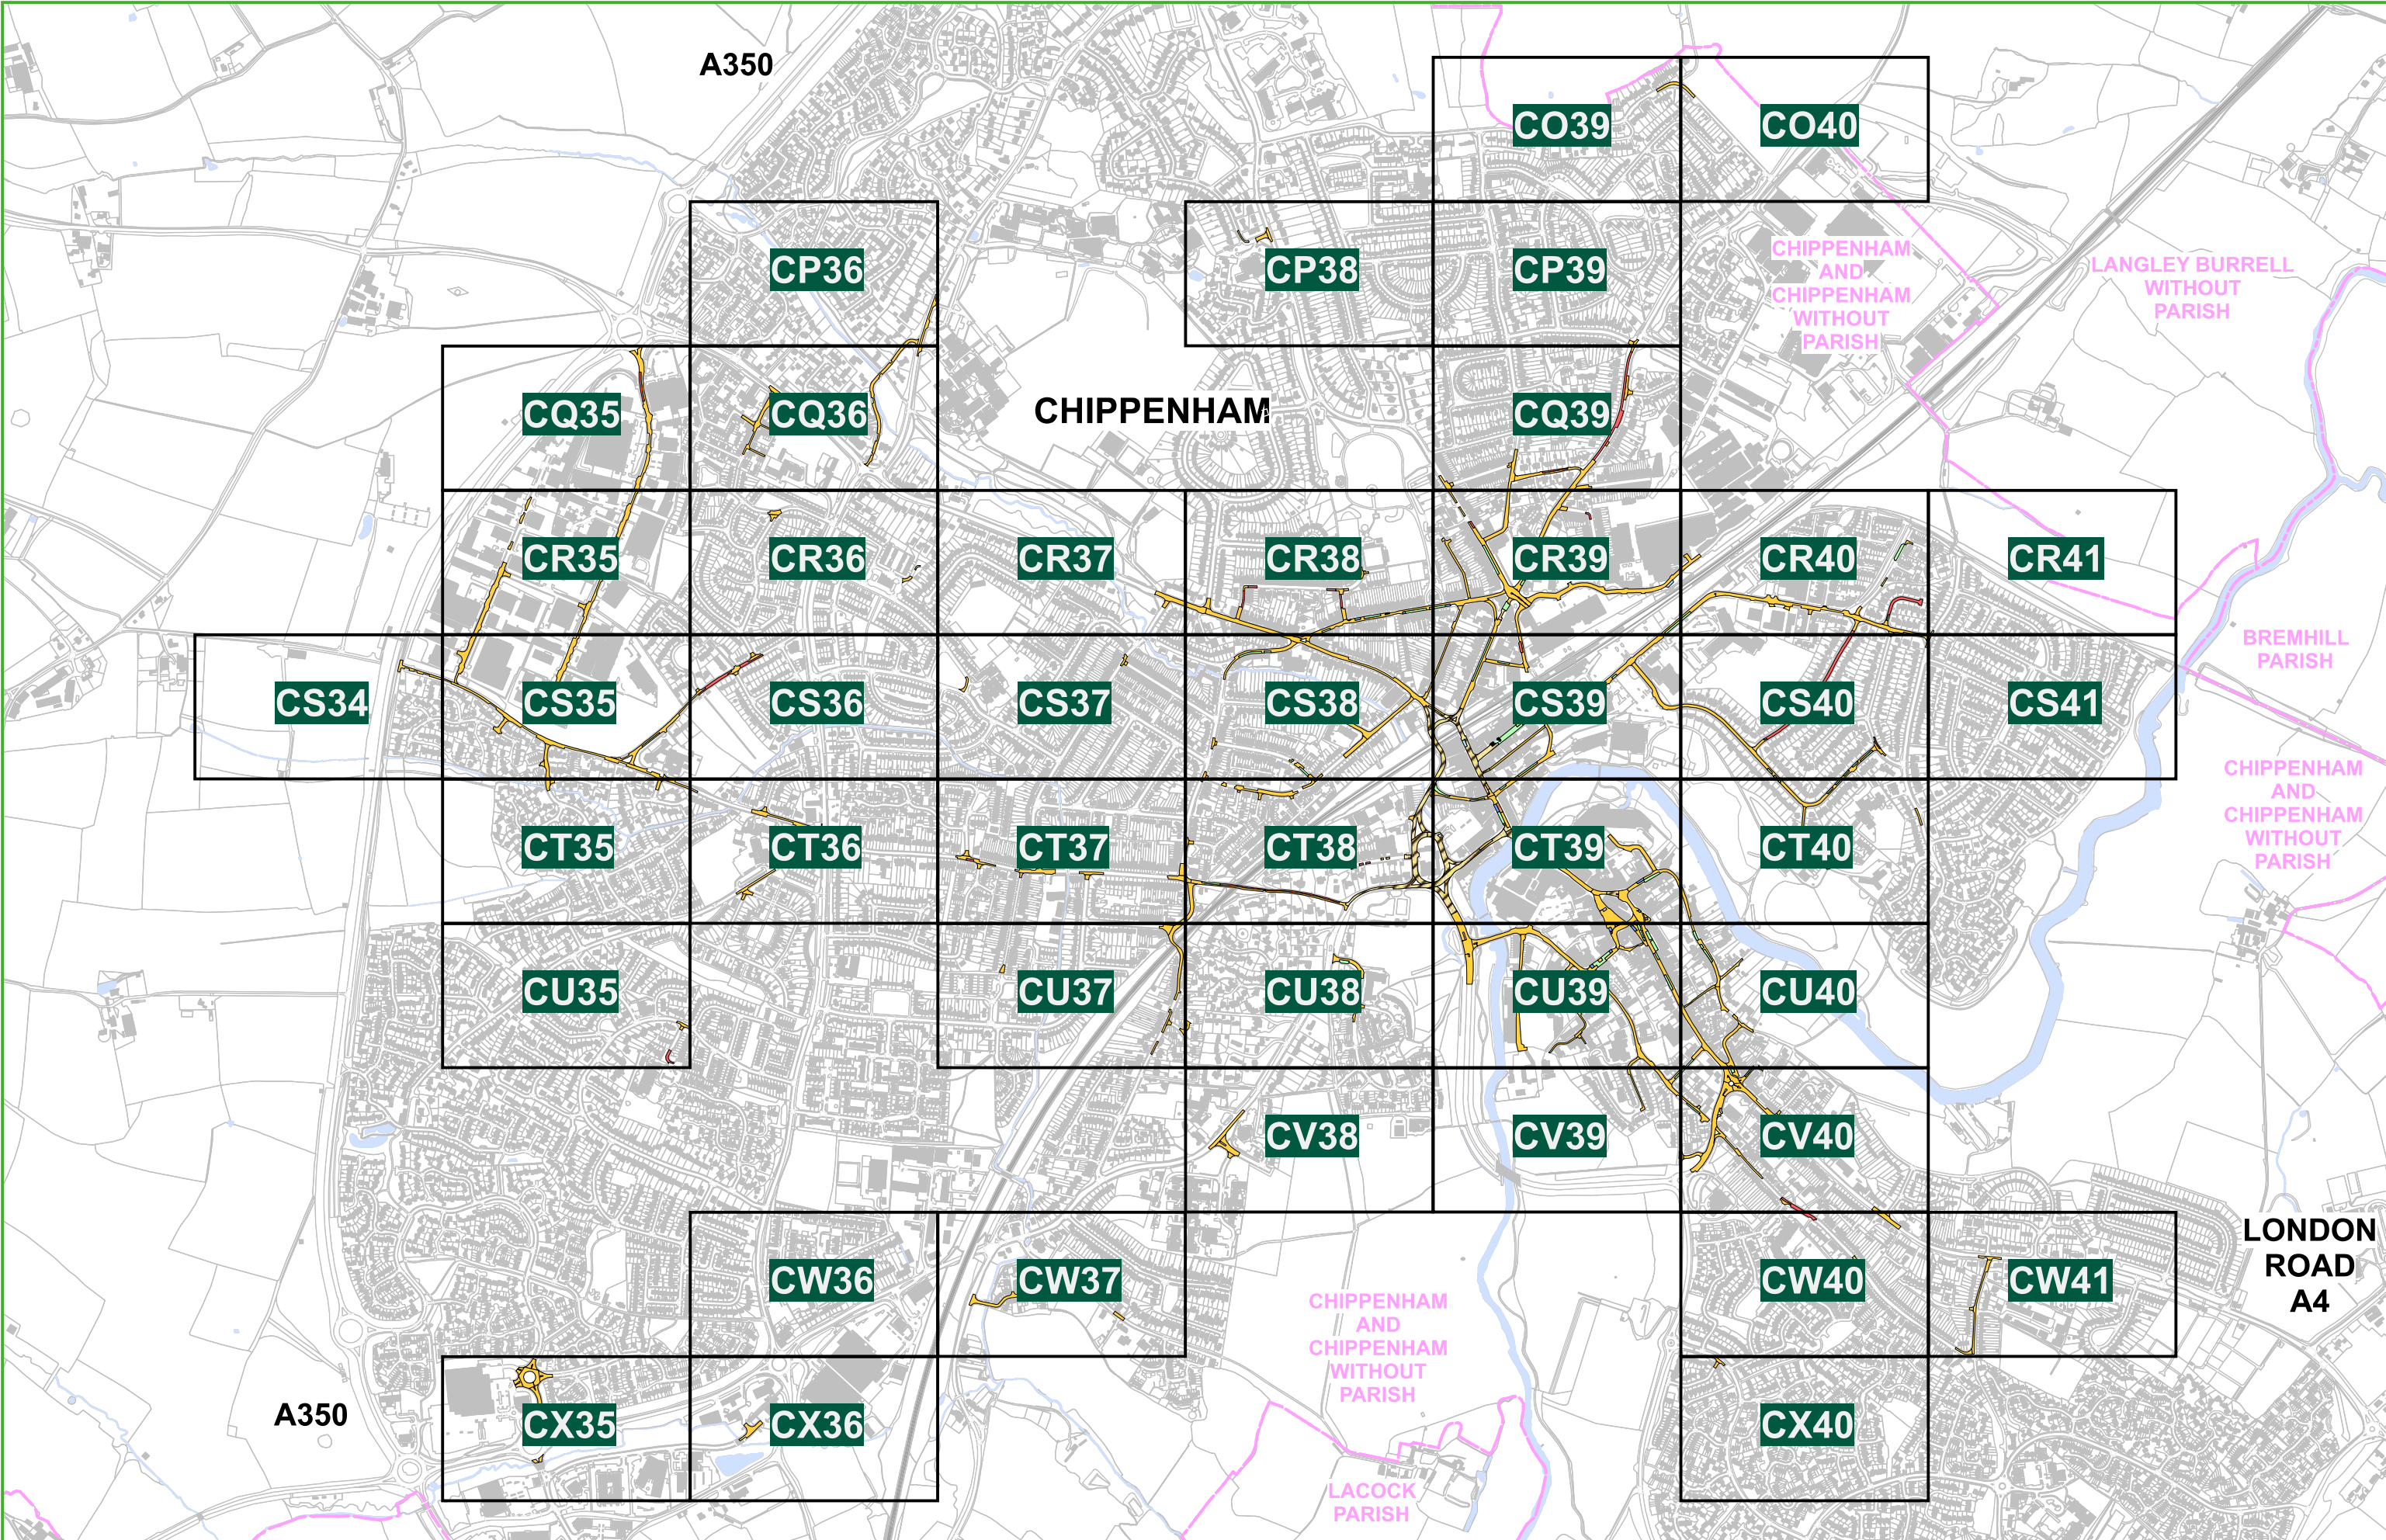 A350
CO39
CO40
CP36
CP38
CP39
CHIPPENHAM
AND
CHIPPENHAM
WITHOUT
PARISH
LANGLEY BURRELL
WITHOUT
PARISH
CQ35
CQ36
CHIPPENHAM
CQ39
CR35
CR36
CR37
CR38
CR39
CR40
CR41
BREMHILL
PARISH
CS34
CS35
CS36
CS37
CS38
CS39
CS40
CS41
CHIPPENHAM
AND
CHIPPENHAM
WITHOUT
PARISH
CT35
CT36
CT37
CT38
CT39
CT40
CU35
CU37
CU38
CU39
CU40
CV38
CV39
CV40
CW36
CW37
CW40
CW41
LONDON
ROAD
A4
CHIPPENHAM
AND
CHIPPENHAM
WITHOUT
PARISH
A350
CX35
CX36
CX40
LACOCK
PARISH